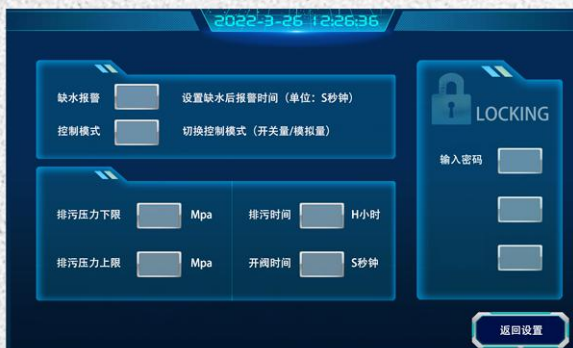 2022-3-26 12:26:36
缺水报警 设置缺水后报警时间（单位：S秒钟）
控制模式 切换控制模式（开关量/模拟量）
LOCKING
输入密码
排污压力下限 Mpa 排污时间 H小时
排污压力上限 Mpa 开阀时间 S秒钟
返回设置